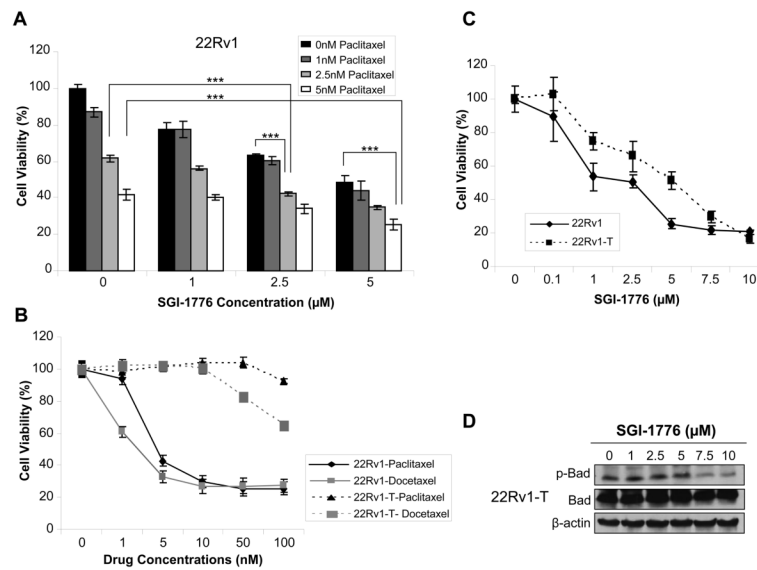 A
22Rv1
0nM Paclitaxel
1nM Paclitaxel
2.5nM Paclitaxel
5nM Paclitaxel
***
***
***
***
Cell Viability (%)
120
100
80
60
40
20
0
0 1 2.5 5
SGI-1776 Concentration (µM)
B
Cell Viability (%)
120
100
80
60
40
20
0
0 1 5 10 50 100
Drug Concentrations (nM)
22Rv1-Paclitaxel
22Rv1-Docetaxel
22Rv1-T-Paclitaxel
22Rv1-T- Docetaxel
C
Cell Viability (%)
120
100
80
60
40
20
0
22Rv1
22Rv1-T
0 0.1 1 2.5 5 7.5 10
SGI-1776 (µM)
D
SGI-1776 (µM)
0 1 2.5 5 7.5 10
p-Bad
22Rv1-T
Bad
β-actin